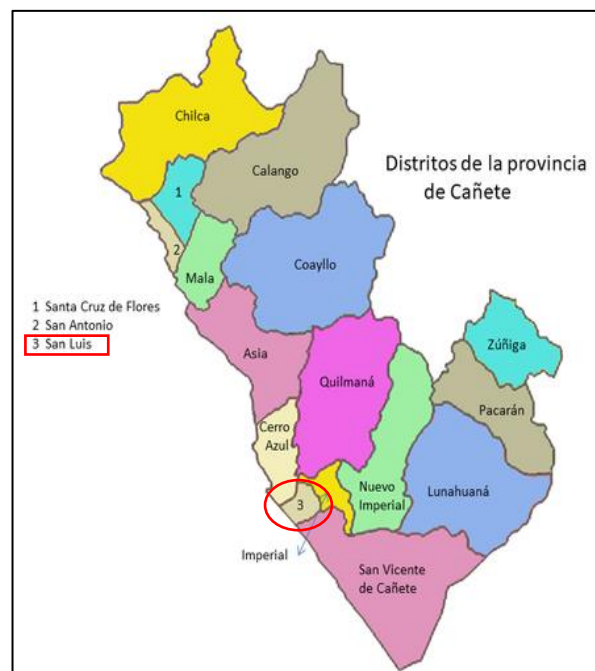 Chilca
Distritos de la provincia
de Cañete
Calango
1
2
Mala
Coayllo
1 Santa Cruz de Flores
2 San Antonio
3 San Luis
Asia
Zúñiga
Quilmaná
Pacarán
Cerro
Azul
Nuevo
Imperial
Lunahuaná
3
Imperial
San Vicente
de Cañete